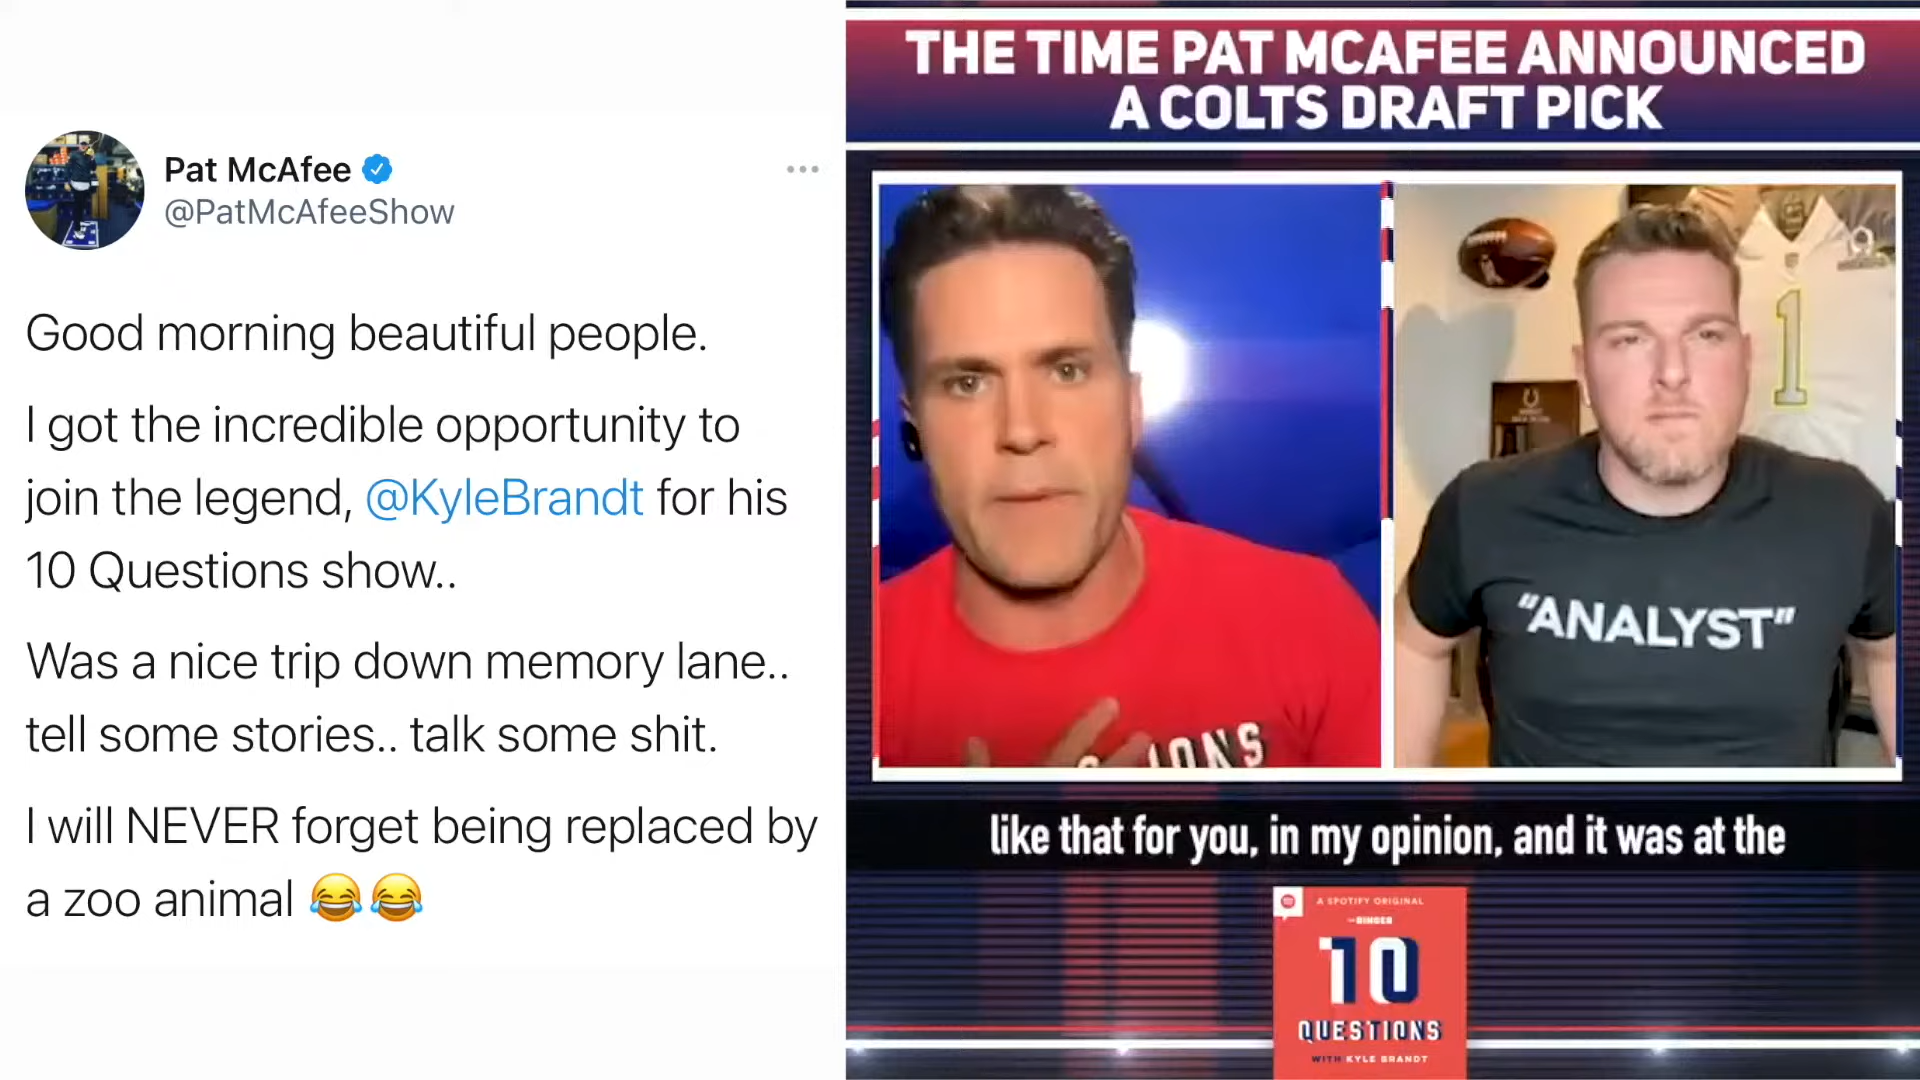 Pat McAfee
@PatMcAfeeShow
Good morning beautiful people.
I got the incredible opportunity to
join the legend, @KyleBrandt for his
10 Questions show..
Was a nice trip down memory lane..
tell some stories.. talk some shit.
I will NEVER forget being replaced by
a zoo animal 😂😂
THE TIME PAT MCAFEE ANNOUNCED
A COLTS DRAFT PICK
1
"ANALYST"
IONS
like that for you, in my opinion, and it was at the
A SPOTIFY ORIGINAL
RINGER
10
QUESTIONS
WITH KYLE BRANDT